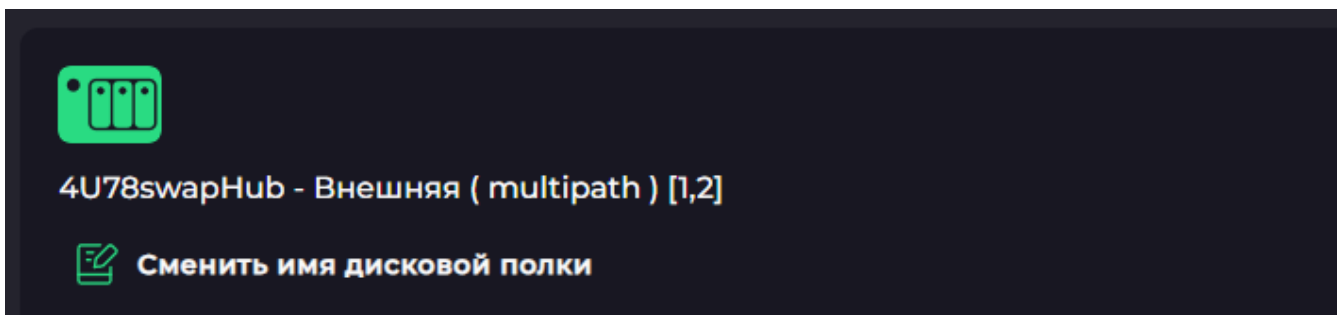 4U78swapHub - Внешняя ( multipath ) [1,2]
Сменить имя дисковой полки